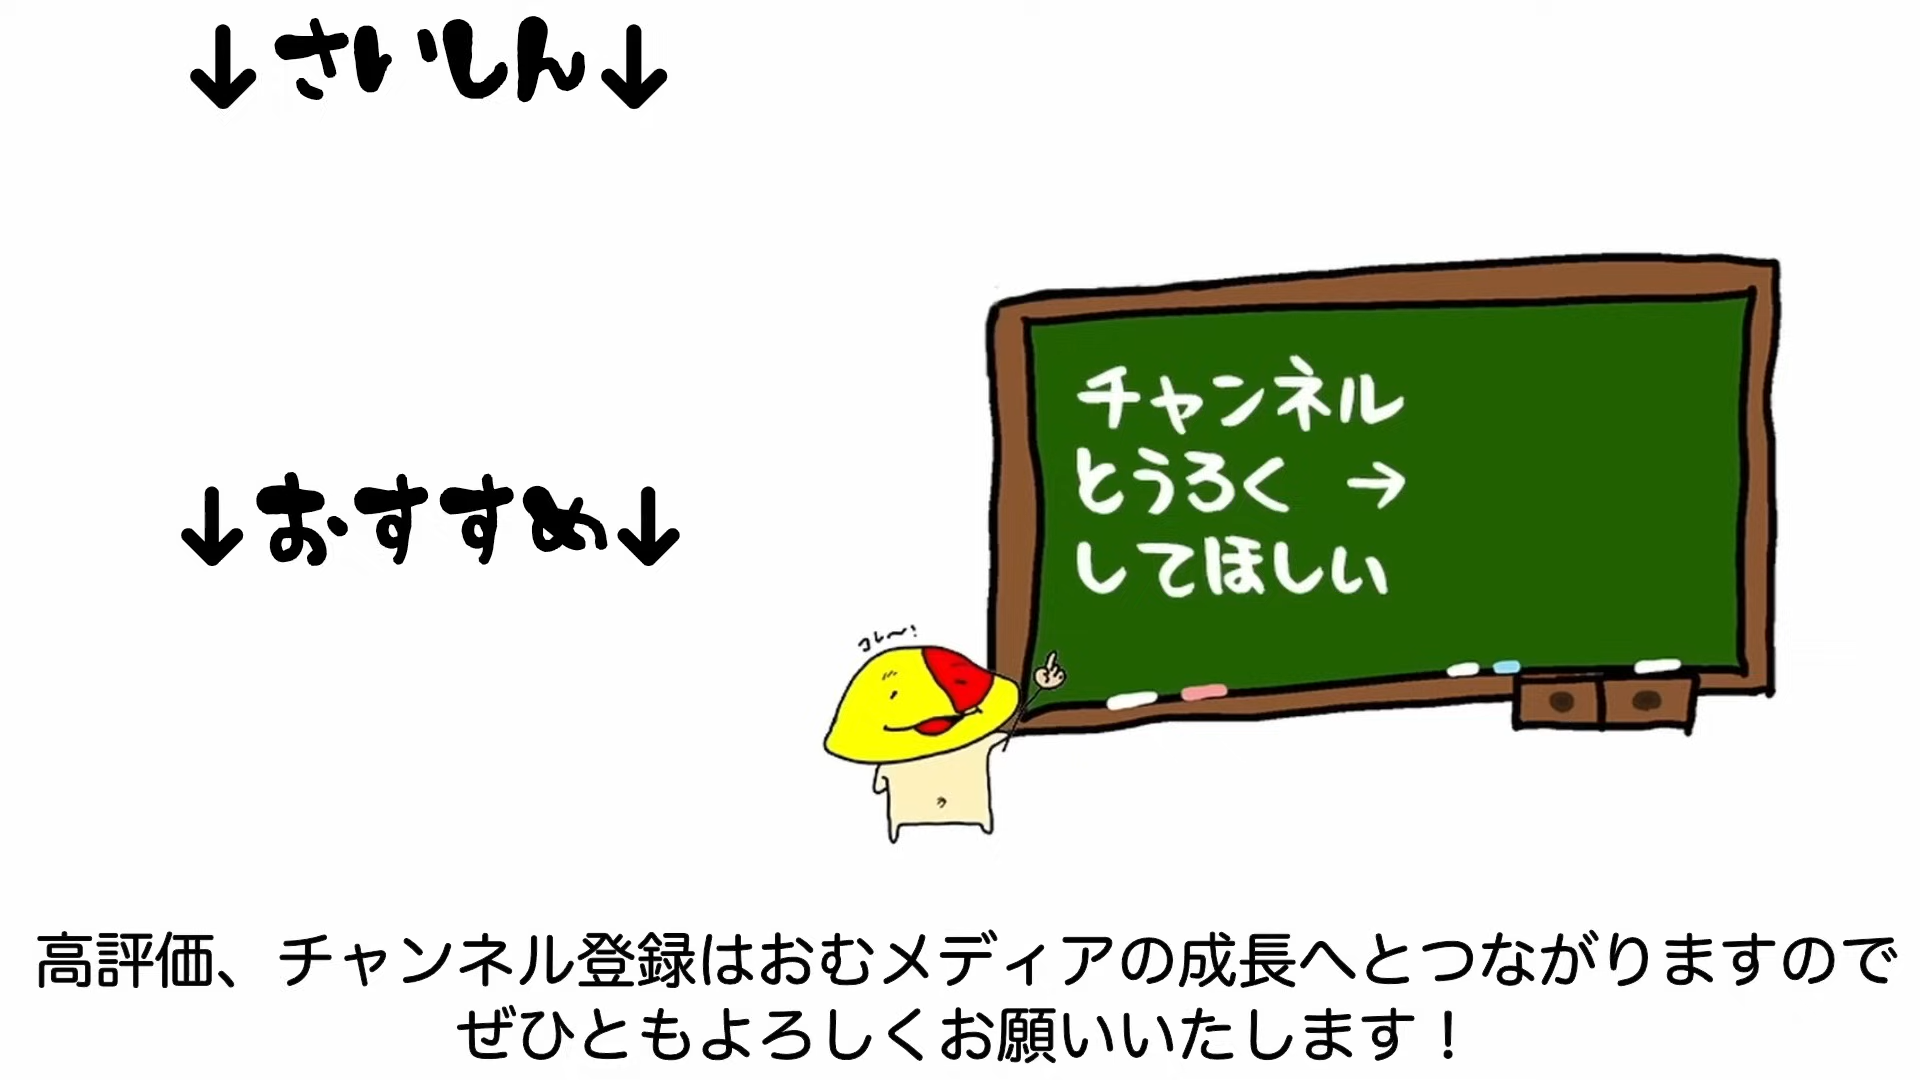 ↓さいしん↓
↓おすすめ↓
チャンネル
とうろく →
してほしい
コレ〜!
高評価、チャンネル登録はおむメディアの成長へとつながりますので
ぜひともよろしくお願いいたします！